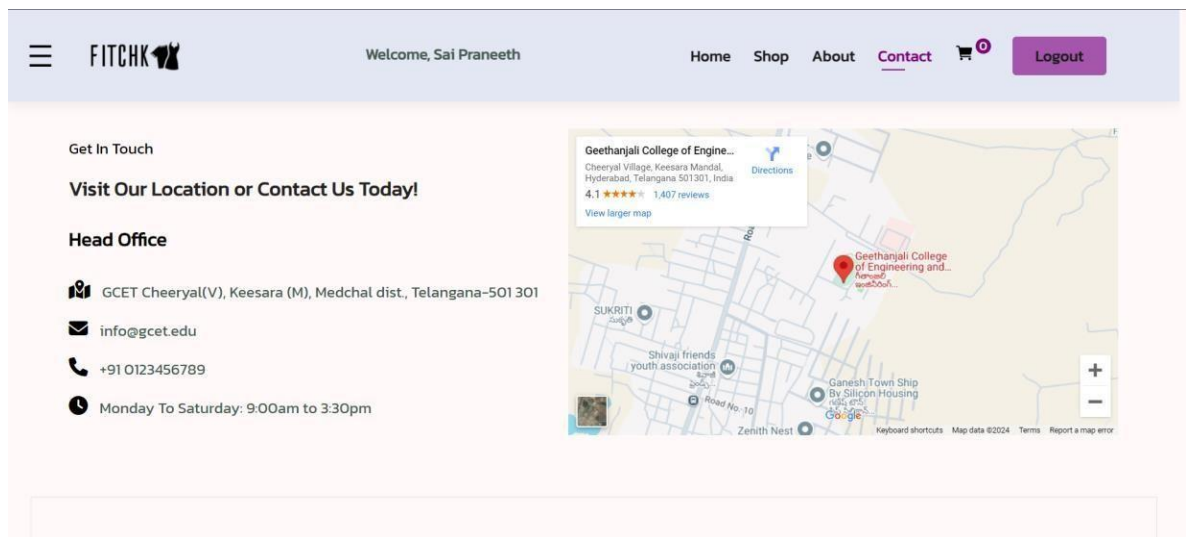 FITCHK
Welcome, Sai Praneeth
Home Shop About Contact 0 Logout
Get In Touch
Visit Our Location or Contact Us Today!
Head Office
GCET Cheeryal(V), Keesara (M), Medchal dist., Telangana-501 301
info@gcet.edu
+91 0123456789
Monday To Saturday: 9:00am to 3:30pm
Geethanjali College of Engine...
Cheeryal Village, Keesara Mandal,
Hyderabad, Telangana 501301, India
4.1 1,407 reviews
View larger map
Directions
Geethanjali College
of Engineering and...
గీతాంజలి
ఇంజినీరింగ్...
SUKRITI
సుకృతి
Shivaji friends
youth association
శివాజీ
ఫ్రెండ్స్...
Road No. 10
Ganesh Town Ship
By Silicon Housing
Google
Zenith Nest
+
−
Keyboard shortcuts Map data ©2024 Terms Report a map error